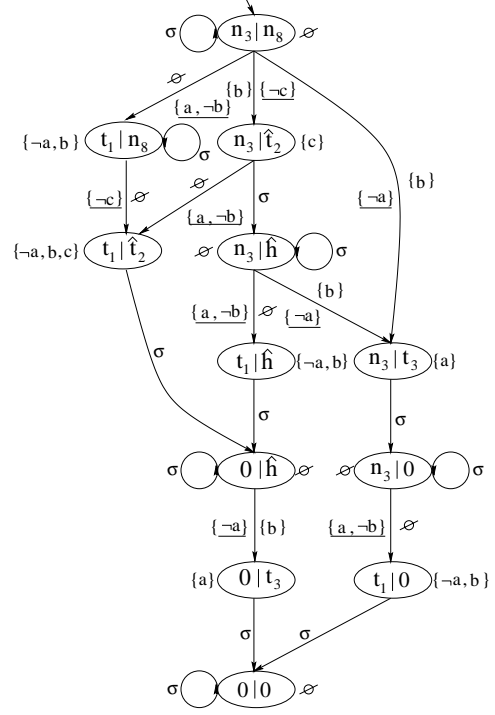 σ n₃|n₈ ∅
∅ {a,¬b} {b} {¬c}
{¬a,b} t₁|n₈ σ n₃|t̂₂ {c} {b}
{¬c} ∅ ∅ {a,¬b} σ {¬a}
{¬a,b,c} t₁|t̂₂ ∅ n₃|ĥ σ
{a,¬b} ∅ {¬a} {b}
σ t₁|ĥ {¬a,b} n₃|t₃ {a}
σ σ
σ 0|ĥ ∅ ∅ n₃|0 σ
{¬a} {b} {a,¬b} ∅
{a} 0|t₃ t₁|0 {¬a,b}
σ σ
σ 0|0 ∅